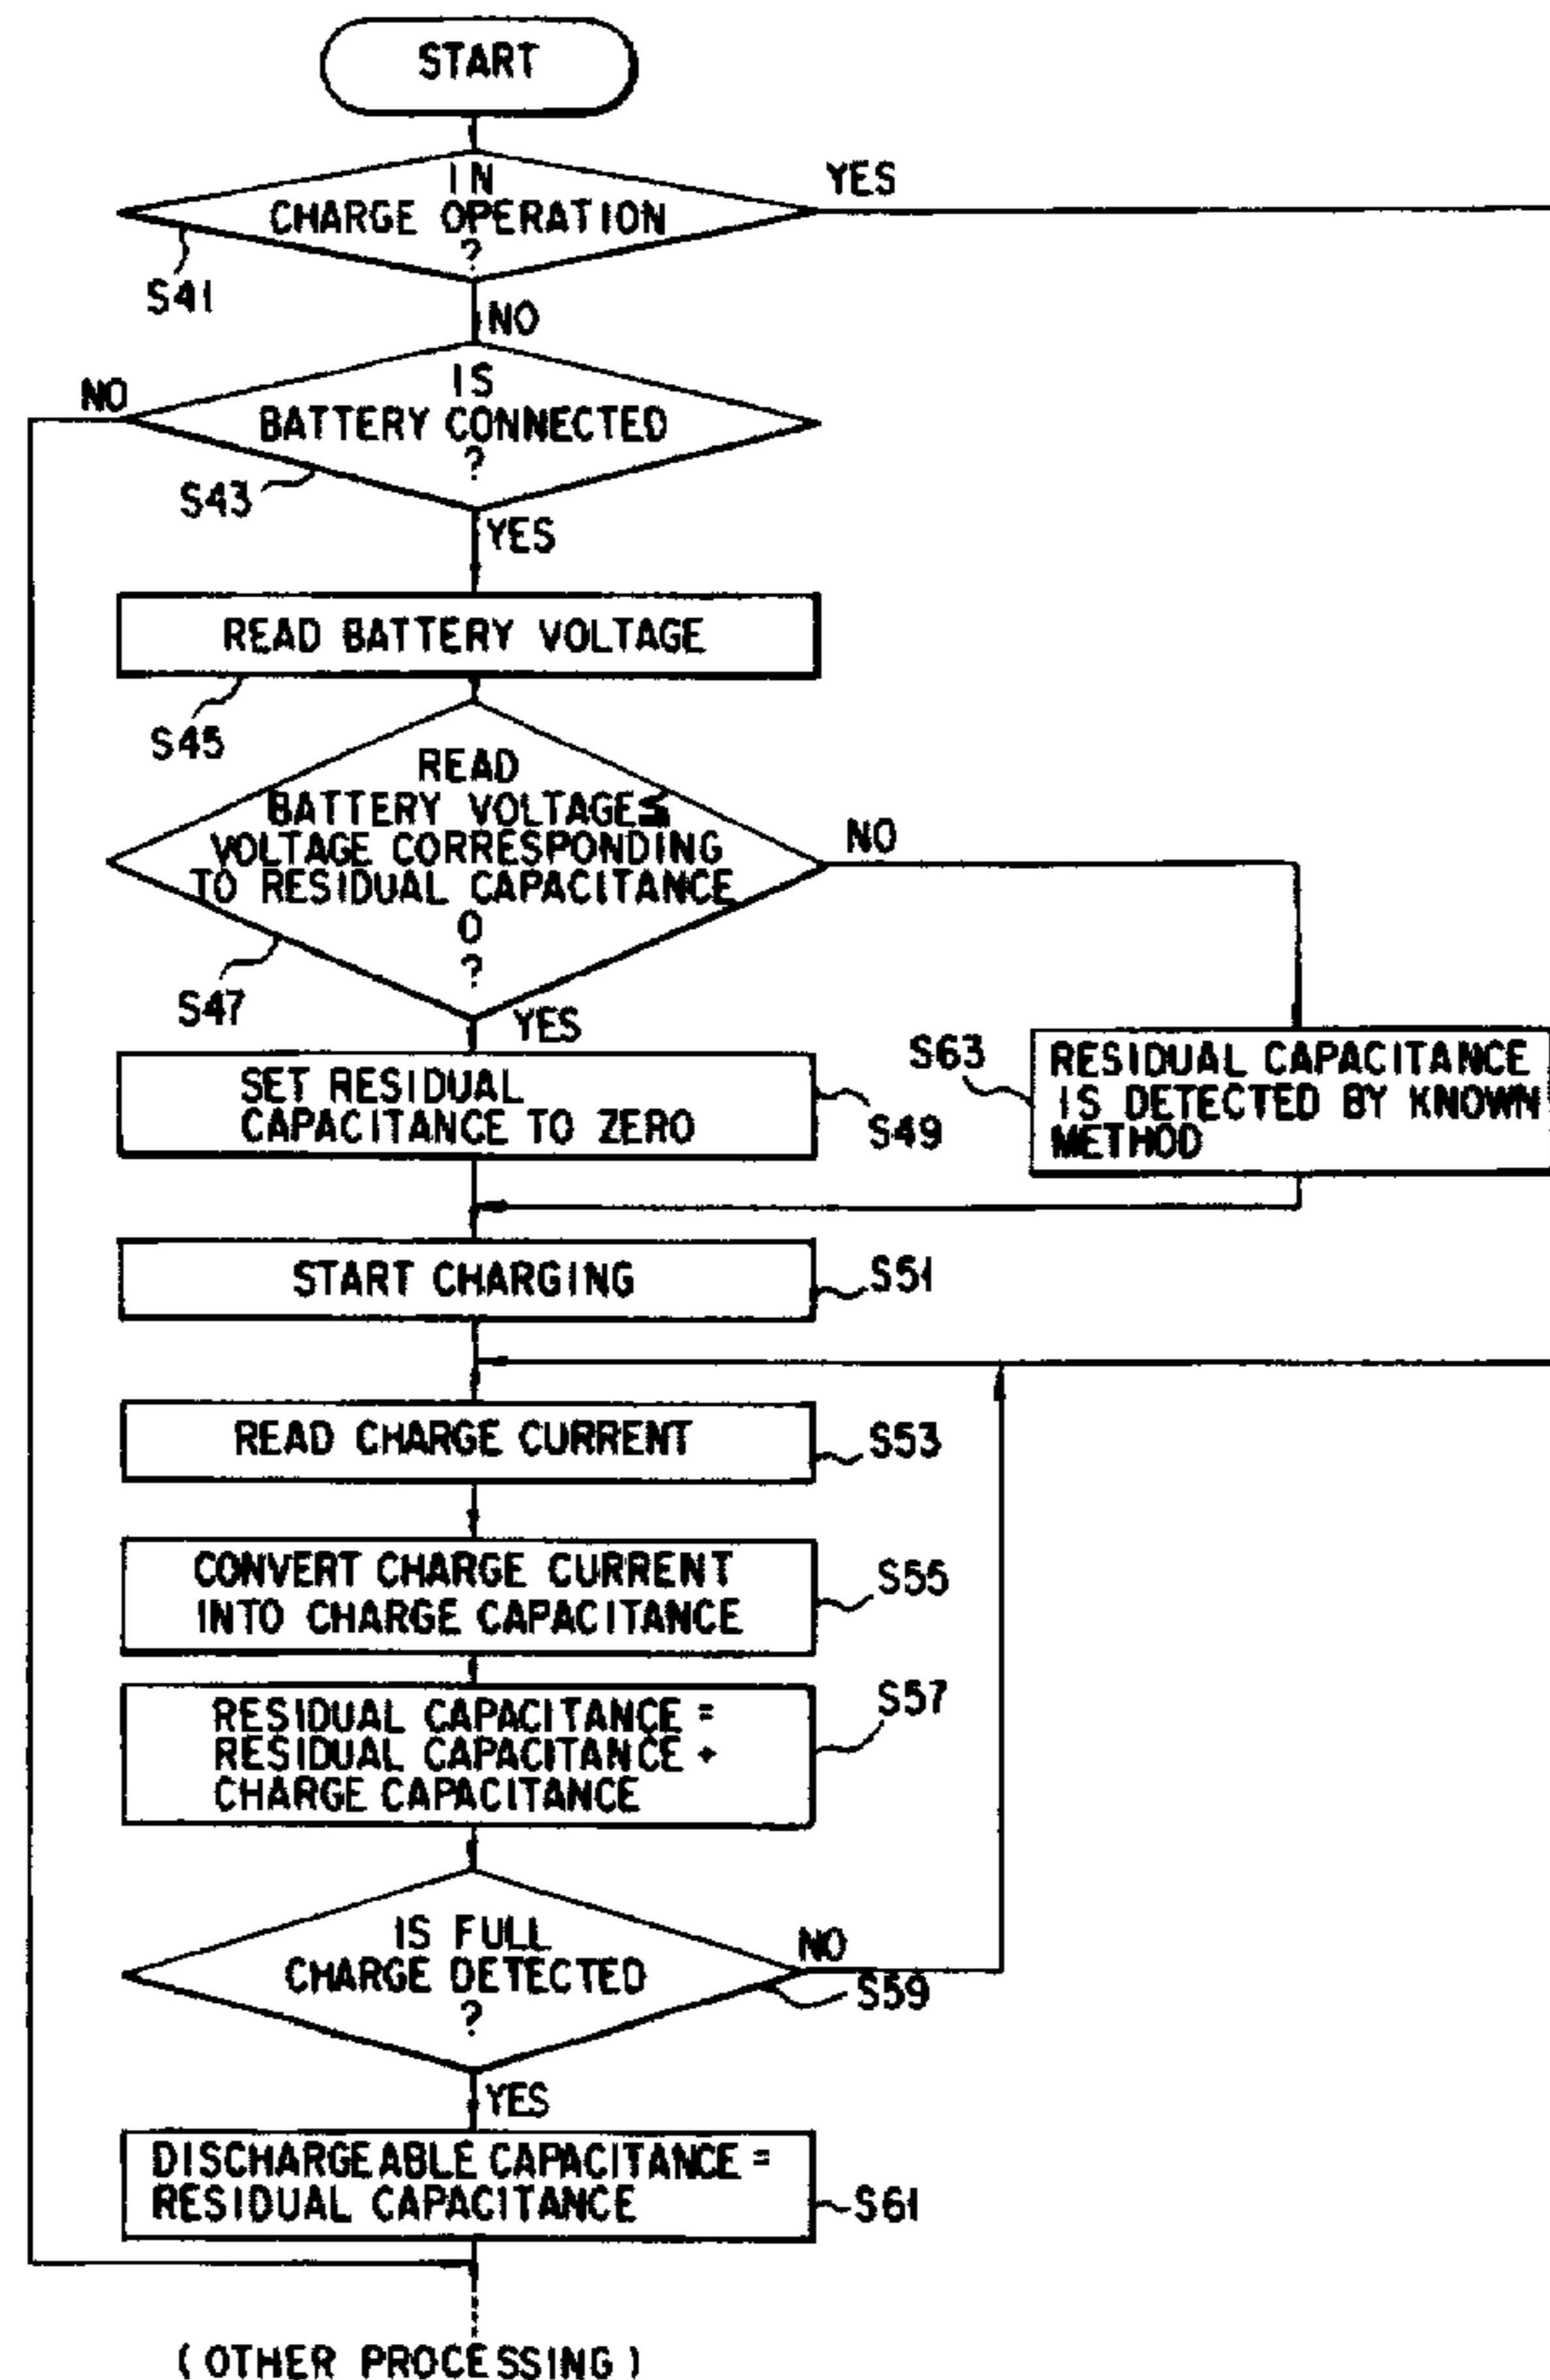 START
IN
CHARGE OPERATION
?
YES
S41
NO
IS
BATTERY CONNECTED
?
NO
S43
YES
READ BATTERY VOLTAGE
S45
READ
BATTERY VOLTAGE≦
VOLTAGE CORRESPONDING
TO RESIDUAL CAPACITANCE
0
?
NO
S47
YES
SET RESIDUAL
CAPACITANCE TO ZERO
S49
S63
RESIDUAL CAPACITANCE
IS DETECTED BY KNOWN
METHOD
START CHARGING
S51
READ CHARGE CURRENT
S53
CONVERT CHARGE CURRENT
INTO CHARGE CAPACITANCE
S55
RESIDUAL CAPACITANCE =
RESIDUAL CAPACITANCE +
CHARGE CAPACITANCE
S57
IS FULL
CHARGE DETECTED
?
NO
S59
YES
DISCHARGEABLE CAPACITANCE =
RESIDUAL CAPACITANCE
S61
(OTHER PROCESSING)